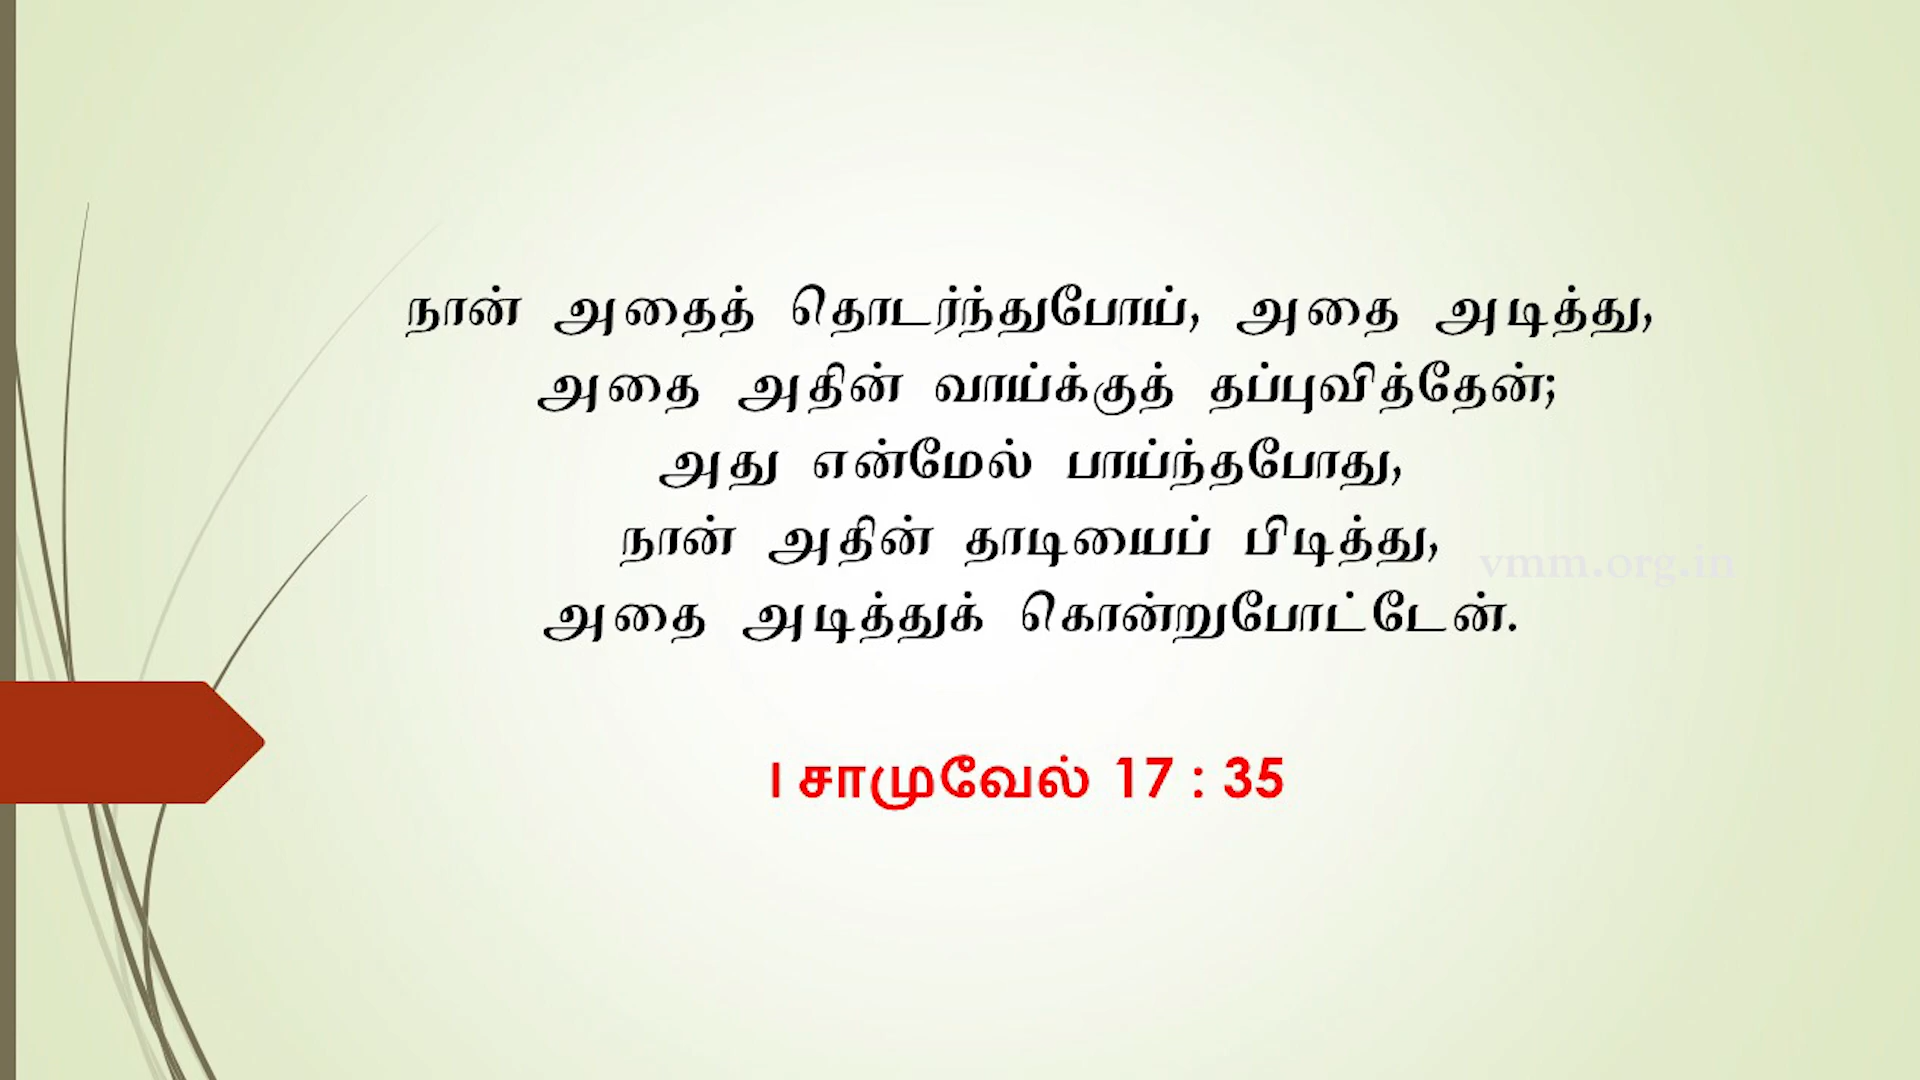 நான் அதைத் தொடர்ந்துபோய், அதை அடித்து,
அதை அதின் வாய்க்குத் தப்புவித்தேன்;
அது என்மேல் பாய்ந்தபோது,
நான் அதின் தாடியைப் பிடித்து,
vmm.org.in
அதை அடித்துக் கொன்றுபோட்டேன்.
I சாமுவேல் 17 : 35